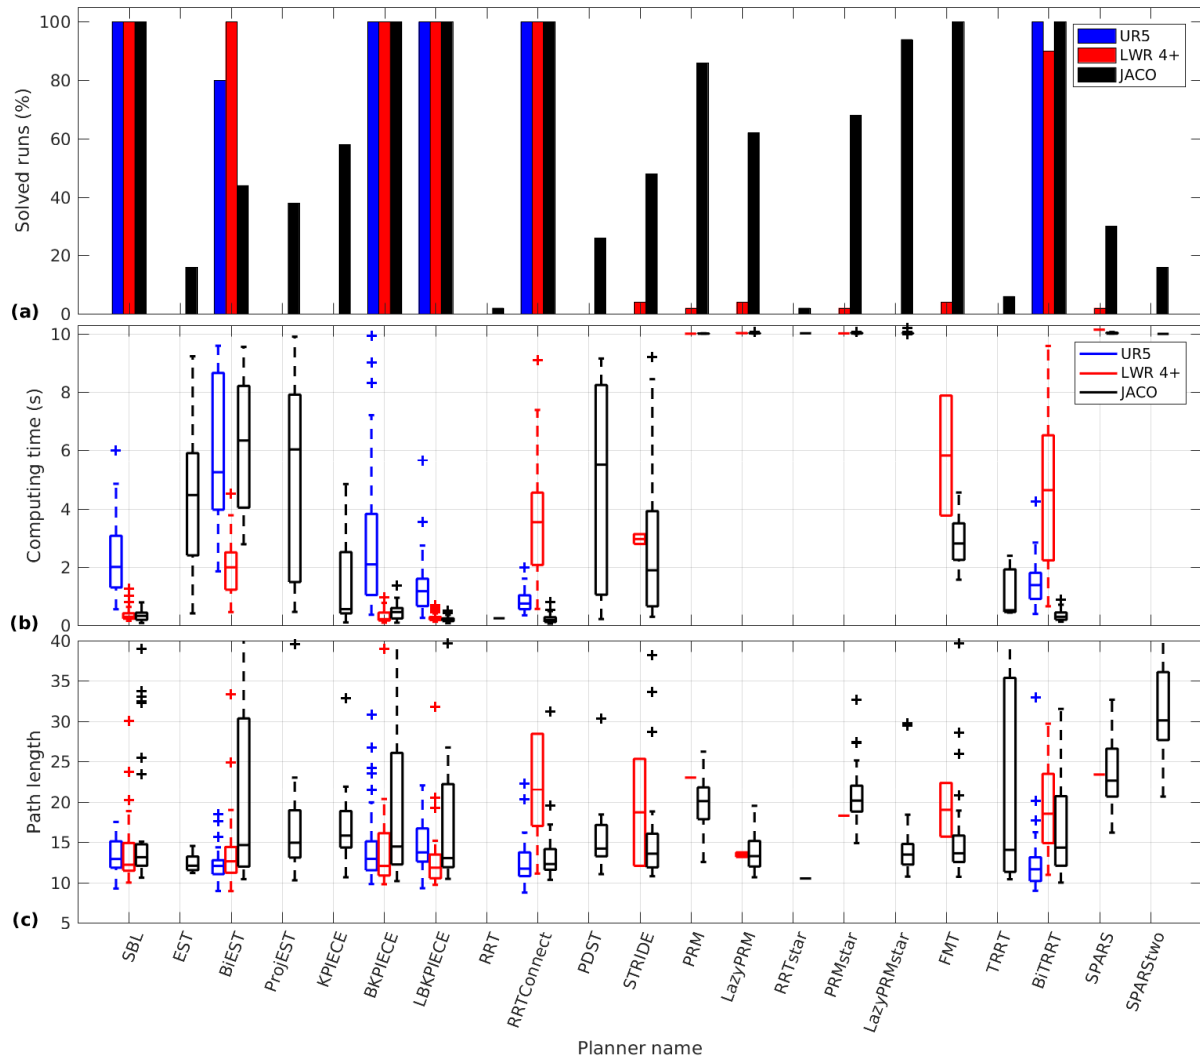 100
80
60
40
20
0
Solved runs (%)
(a)
UR5
LWR 4+
JACO
10
8
6
4
2
0
Computing time (s)
(b)
UR5
LWR 4+
JACO
40
35
30
25
20
15
10
5
Path length
(c)
SBL
EST
BiEST
ProjEST
KPIECE
BKPIECE
LBKPIECE
RRT
RRTConnect
PDST
STRIDE
PRM
LazyPRM
RRTstar
PRMstar
LazyPRMstar
FMT
TRRT
BiTRRT
SPARS
SPARStwo
Planner name